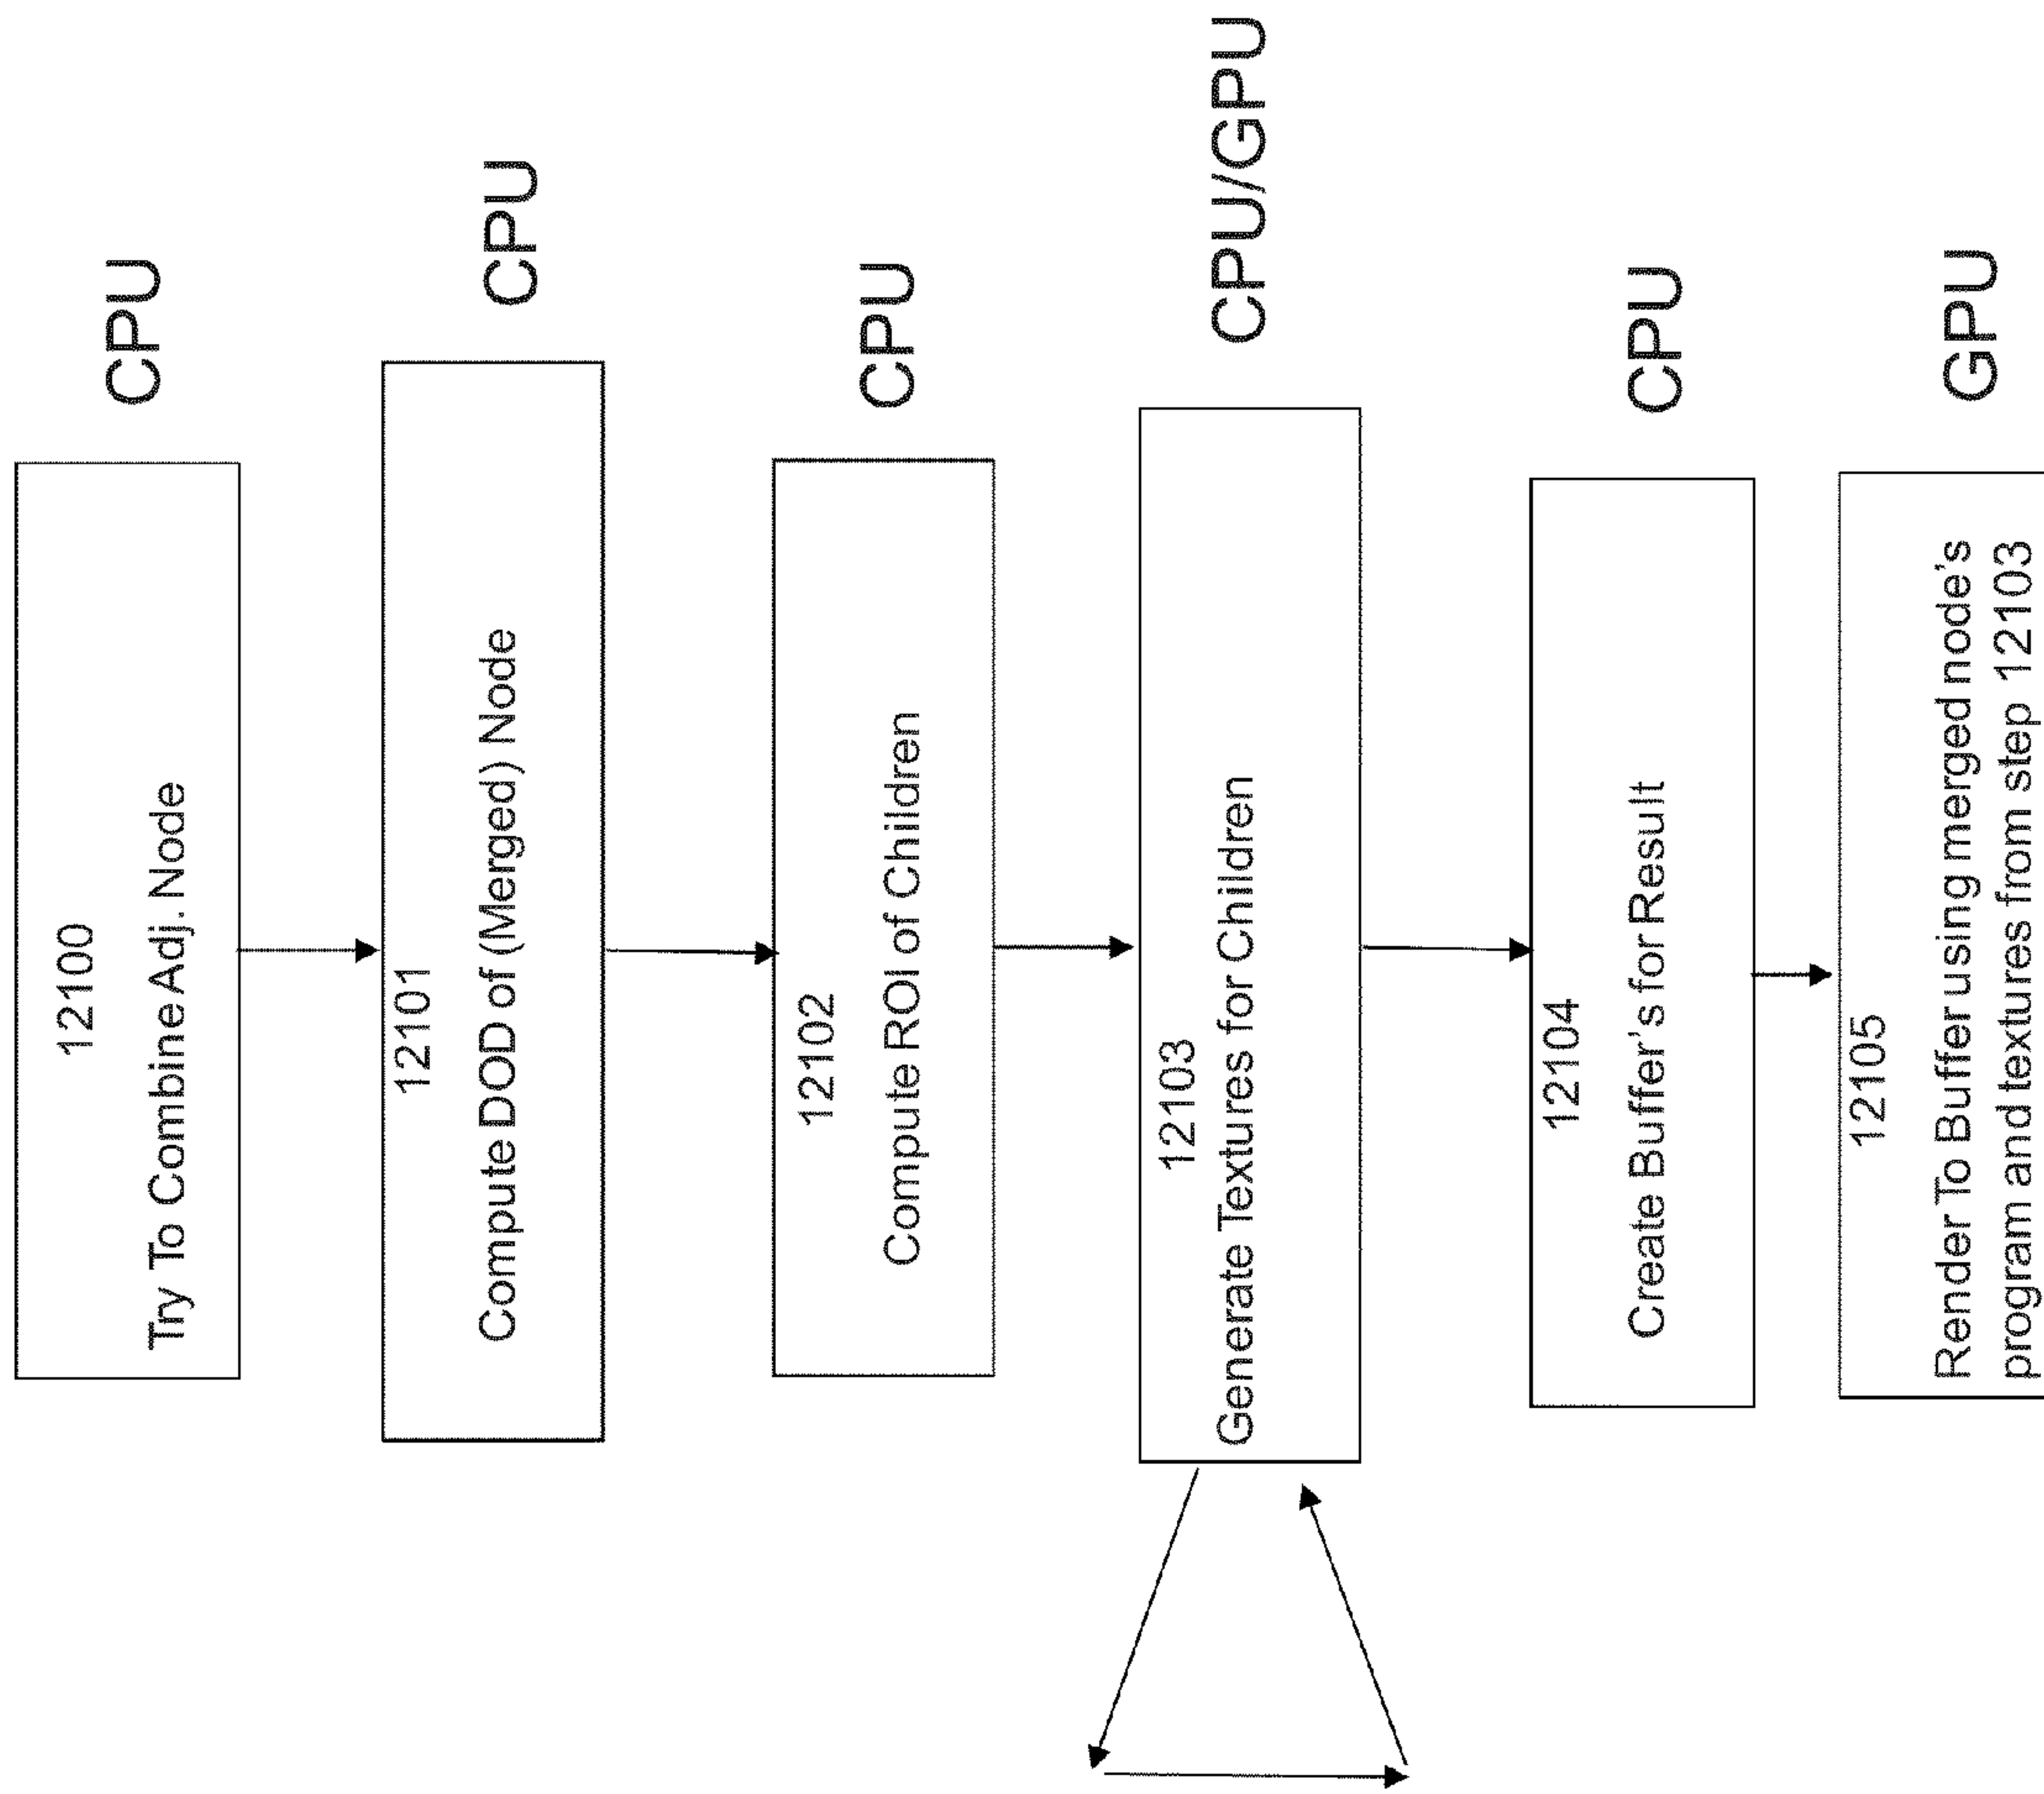 12100
Try To Combine Adj. Node
CPU
12101
Compute DOD of (Merged) Node
CPU
12102
Compute ROI of Children
CPU
12103
Generate Textures for Children
CPU/GPU
12104
Create Buffer's for Result
CPU
12105
Render To Buffer using merged node's
program and textures from step 12103
GPU